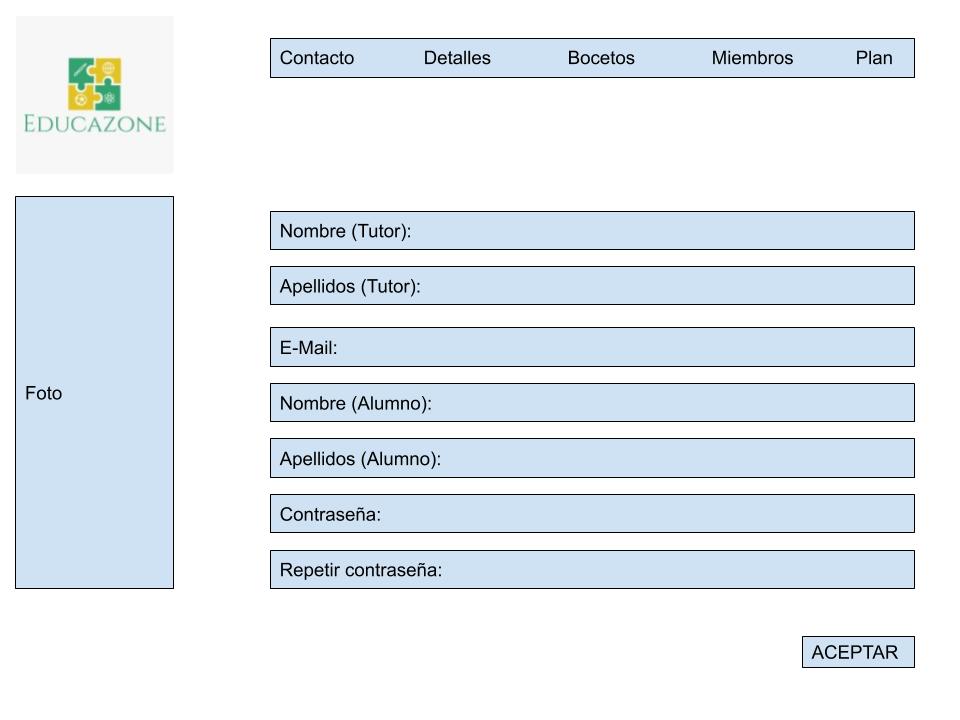 EDUCAZONE
Contacto Detalles Bocetos Miembros Plan
Foto
Nombre (Tutor):
Apellidos (Tutor):
E-Mail:
Nombre (Alumno):
Apellidos (Alumno):
Contraseña:
Repetir contraseña:
ACEPTAR